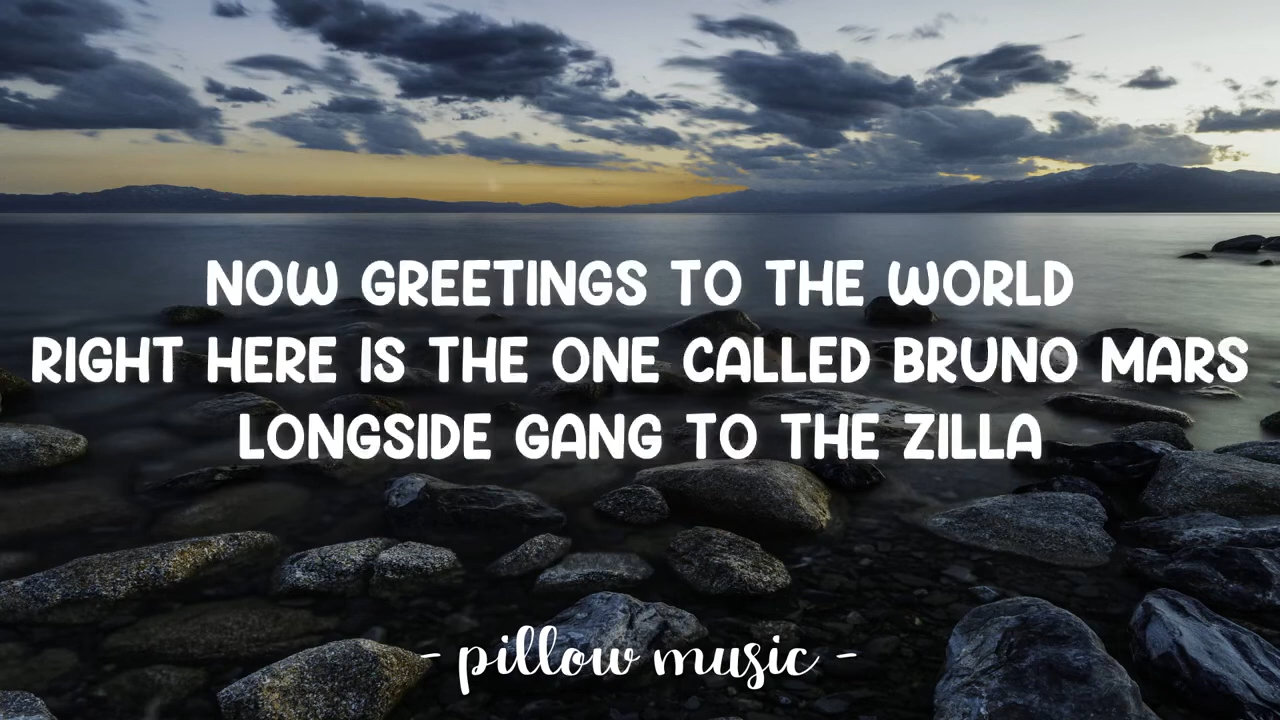 NOW GREETINGS TO THE WORLD
RIGHT HERE IS THE ONE CALLED BRUNO MARS
LONGSIDE GANG TO THE ZILLA
- pillow music -